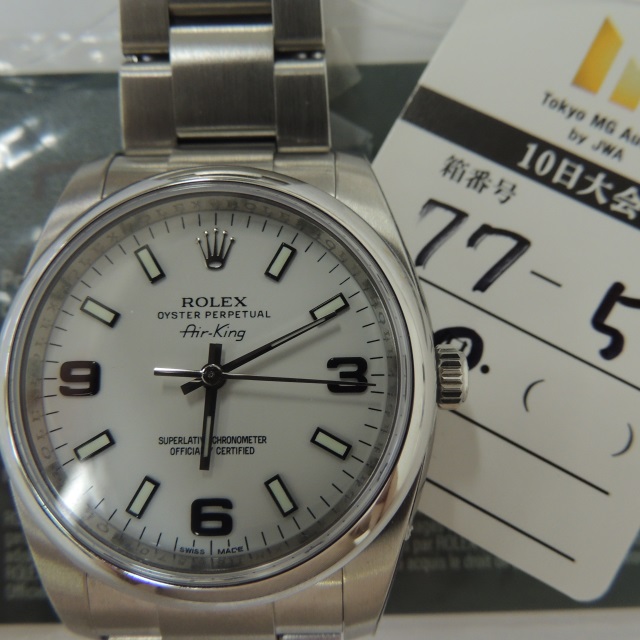 ROLEX
OYSTER PERPETUAL
Air-King
9
3
SUPERLATIVE CHRONOMETER
OFFICIALLY CERTIFIED
6
SWISS MADE
Tokyo MG Au
by JWA
10日大会
箱番号
77-5